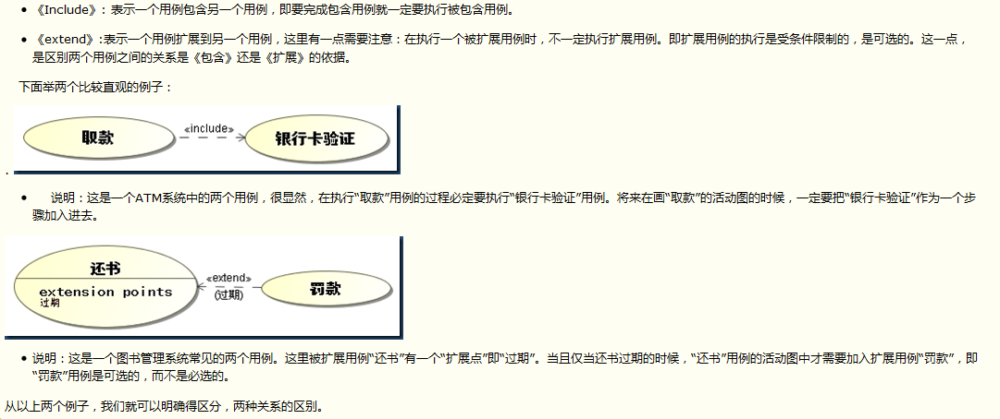 • 《Include》: 表示一个用例包含另一个用例，即要完成包含用例就一定要执行被包含用例。
• 《extend》:表示一个用例扩展到另一个用例，这里有一点需要注意：在执行一个被扩展用例时，不一定执行扩展用例。即扩展用例的执行是受条件限制的，是可选的。这一点，
是区别两个用例之间的关系是《包含》还是《扩展》的依据。
下面举两个比较直观的例子：
取款 «include» 银行卡验证
.
• 说明：这是一个ATM系统中的两个用例，很显然，在执行“取款”用例的过程必定要执行“银行卡验证”用例。将来在画“取款”的活动图的时候，一定要把“银行卡验证”作为一个步
骤加入进去。
还书
extension points
过期
«extend»
(过期)
罚款
• 说明：这是一个图书管理系统常见的两个用例。这里被扩展用例“还书”有一个“扩展点”即“过期”。当且仅当还书过期的时候，“还书”用例的活动图中才需要加入扩展用例“罚款”，即
“罚款”用例是可选的，而不是必选的。
从以上两个例子，我们就可以明确得区分，两种关系的区别。